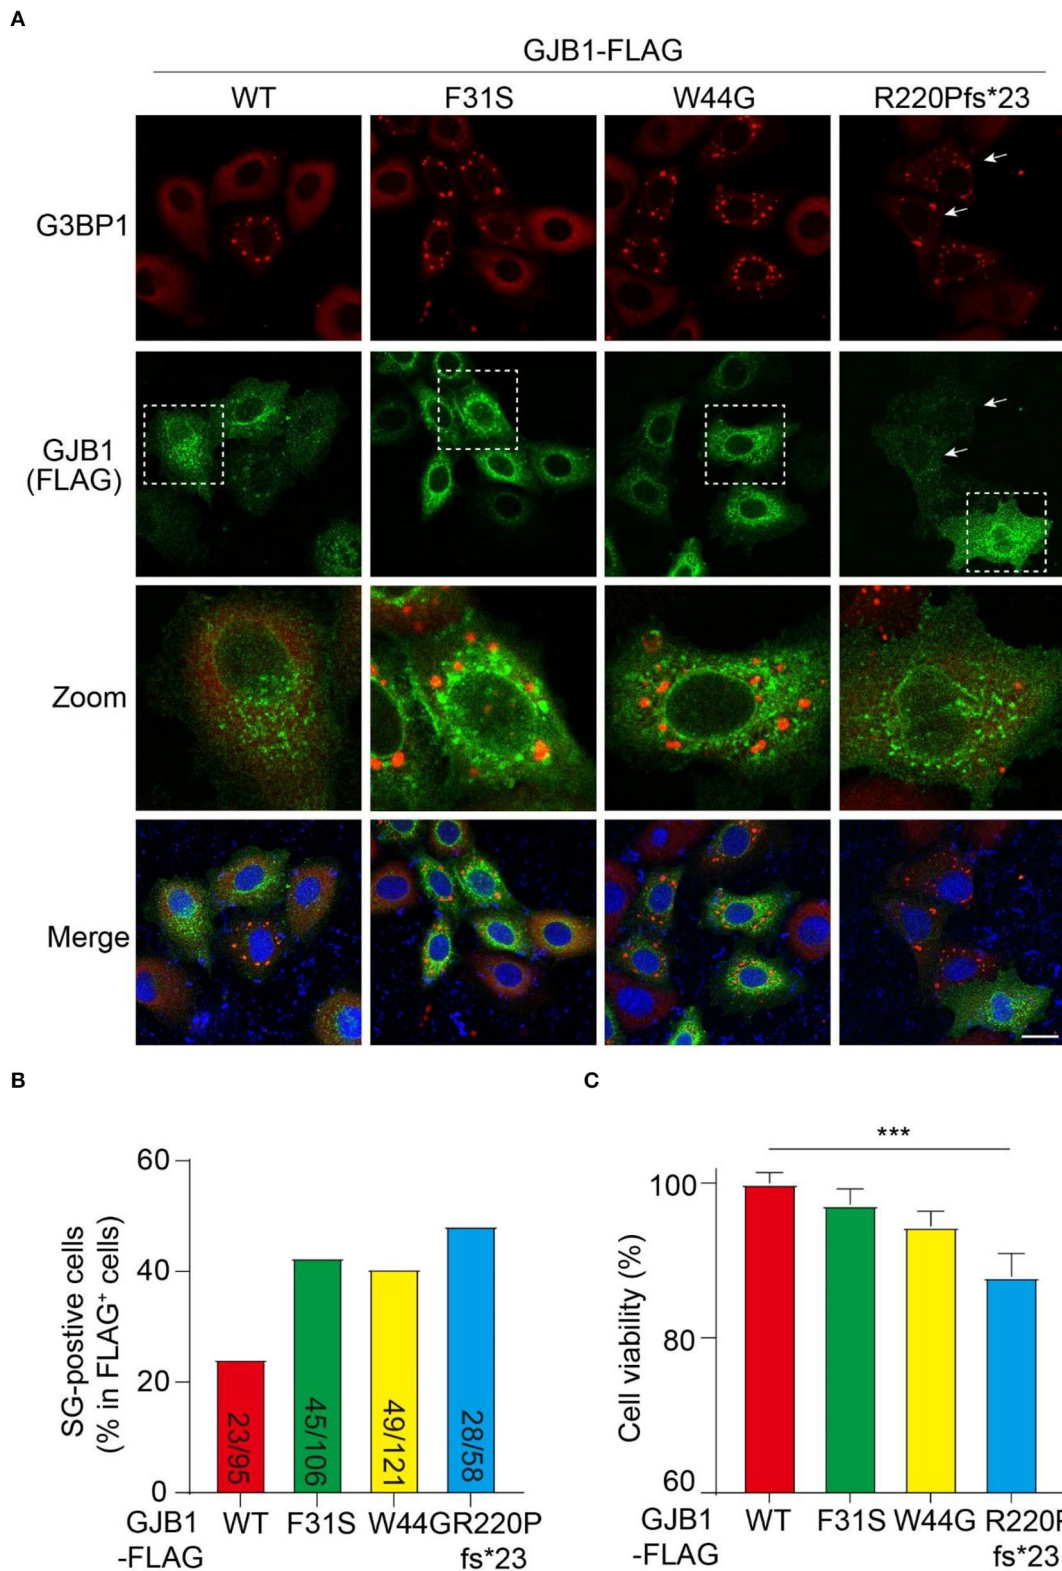 A
GJB1-FLAG
WT F31S W44G R220Pfs*23
G3BP1
GJB1
(FLAG)
Zoom
Merge
B
C
60
40
20
0
SG-postive cells
(% in FLAG⁺ cells)
23/95
45/106
49/121
28/58
GJB1
-FLAG
WT F31S W44G R220P
fs*23
***
100
80
60
Cell viability (%)
GJB1
-FLAG
WT F31S W44G R220P
fs*23